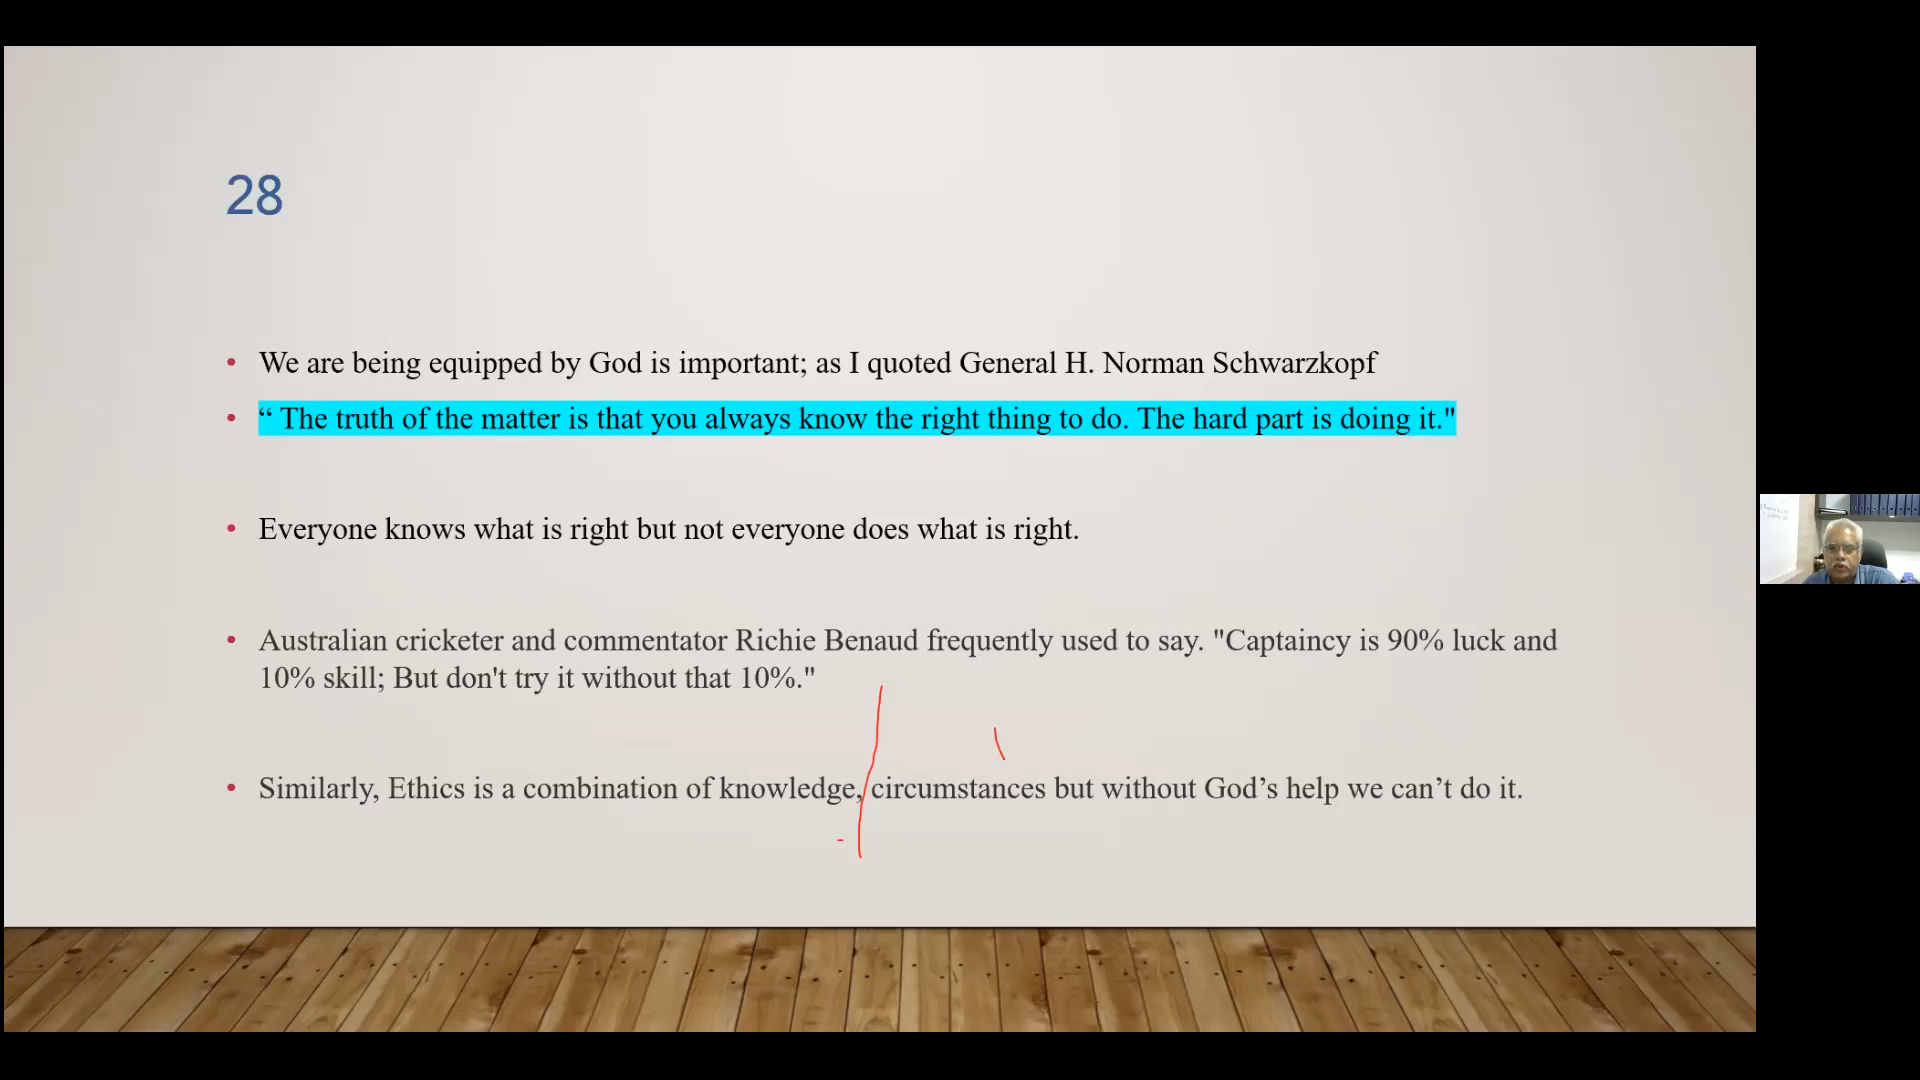 28
• We are being equipped by God is important; as I quoted General H. Norman Schwarzkopf
• “ The truth of the matter is that you always know the right thing to do. The hard part is doing it."
• Everyone knows what is right but not everyone does what is right.
• Australian cricketer and commentator Richie Benaud frequently used to say. "Captaincy is 90% luck and
10% skill; But don't try it without that 10%."
• Similarly, Ethics is a combination of knowledge, circumstances but without God’s help we can’t do it.